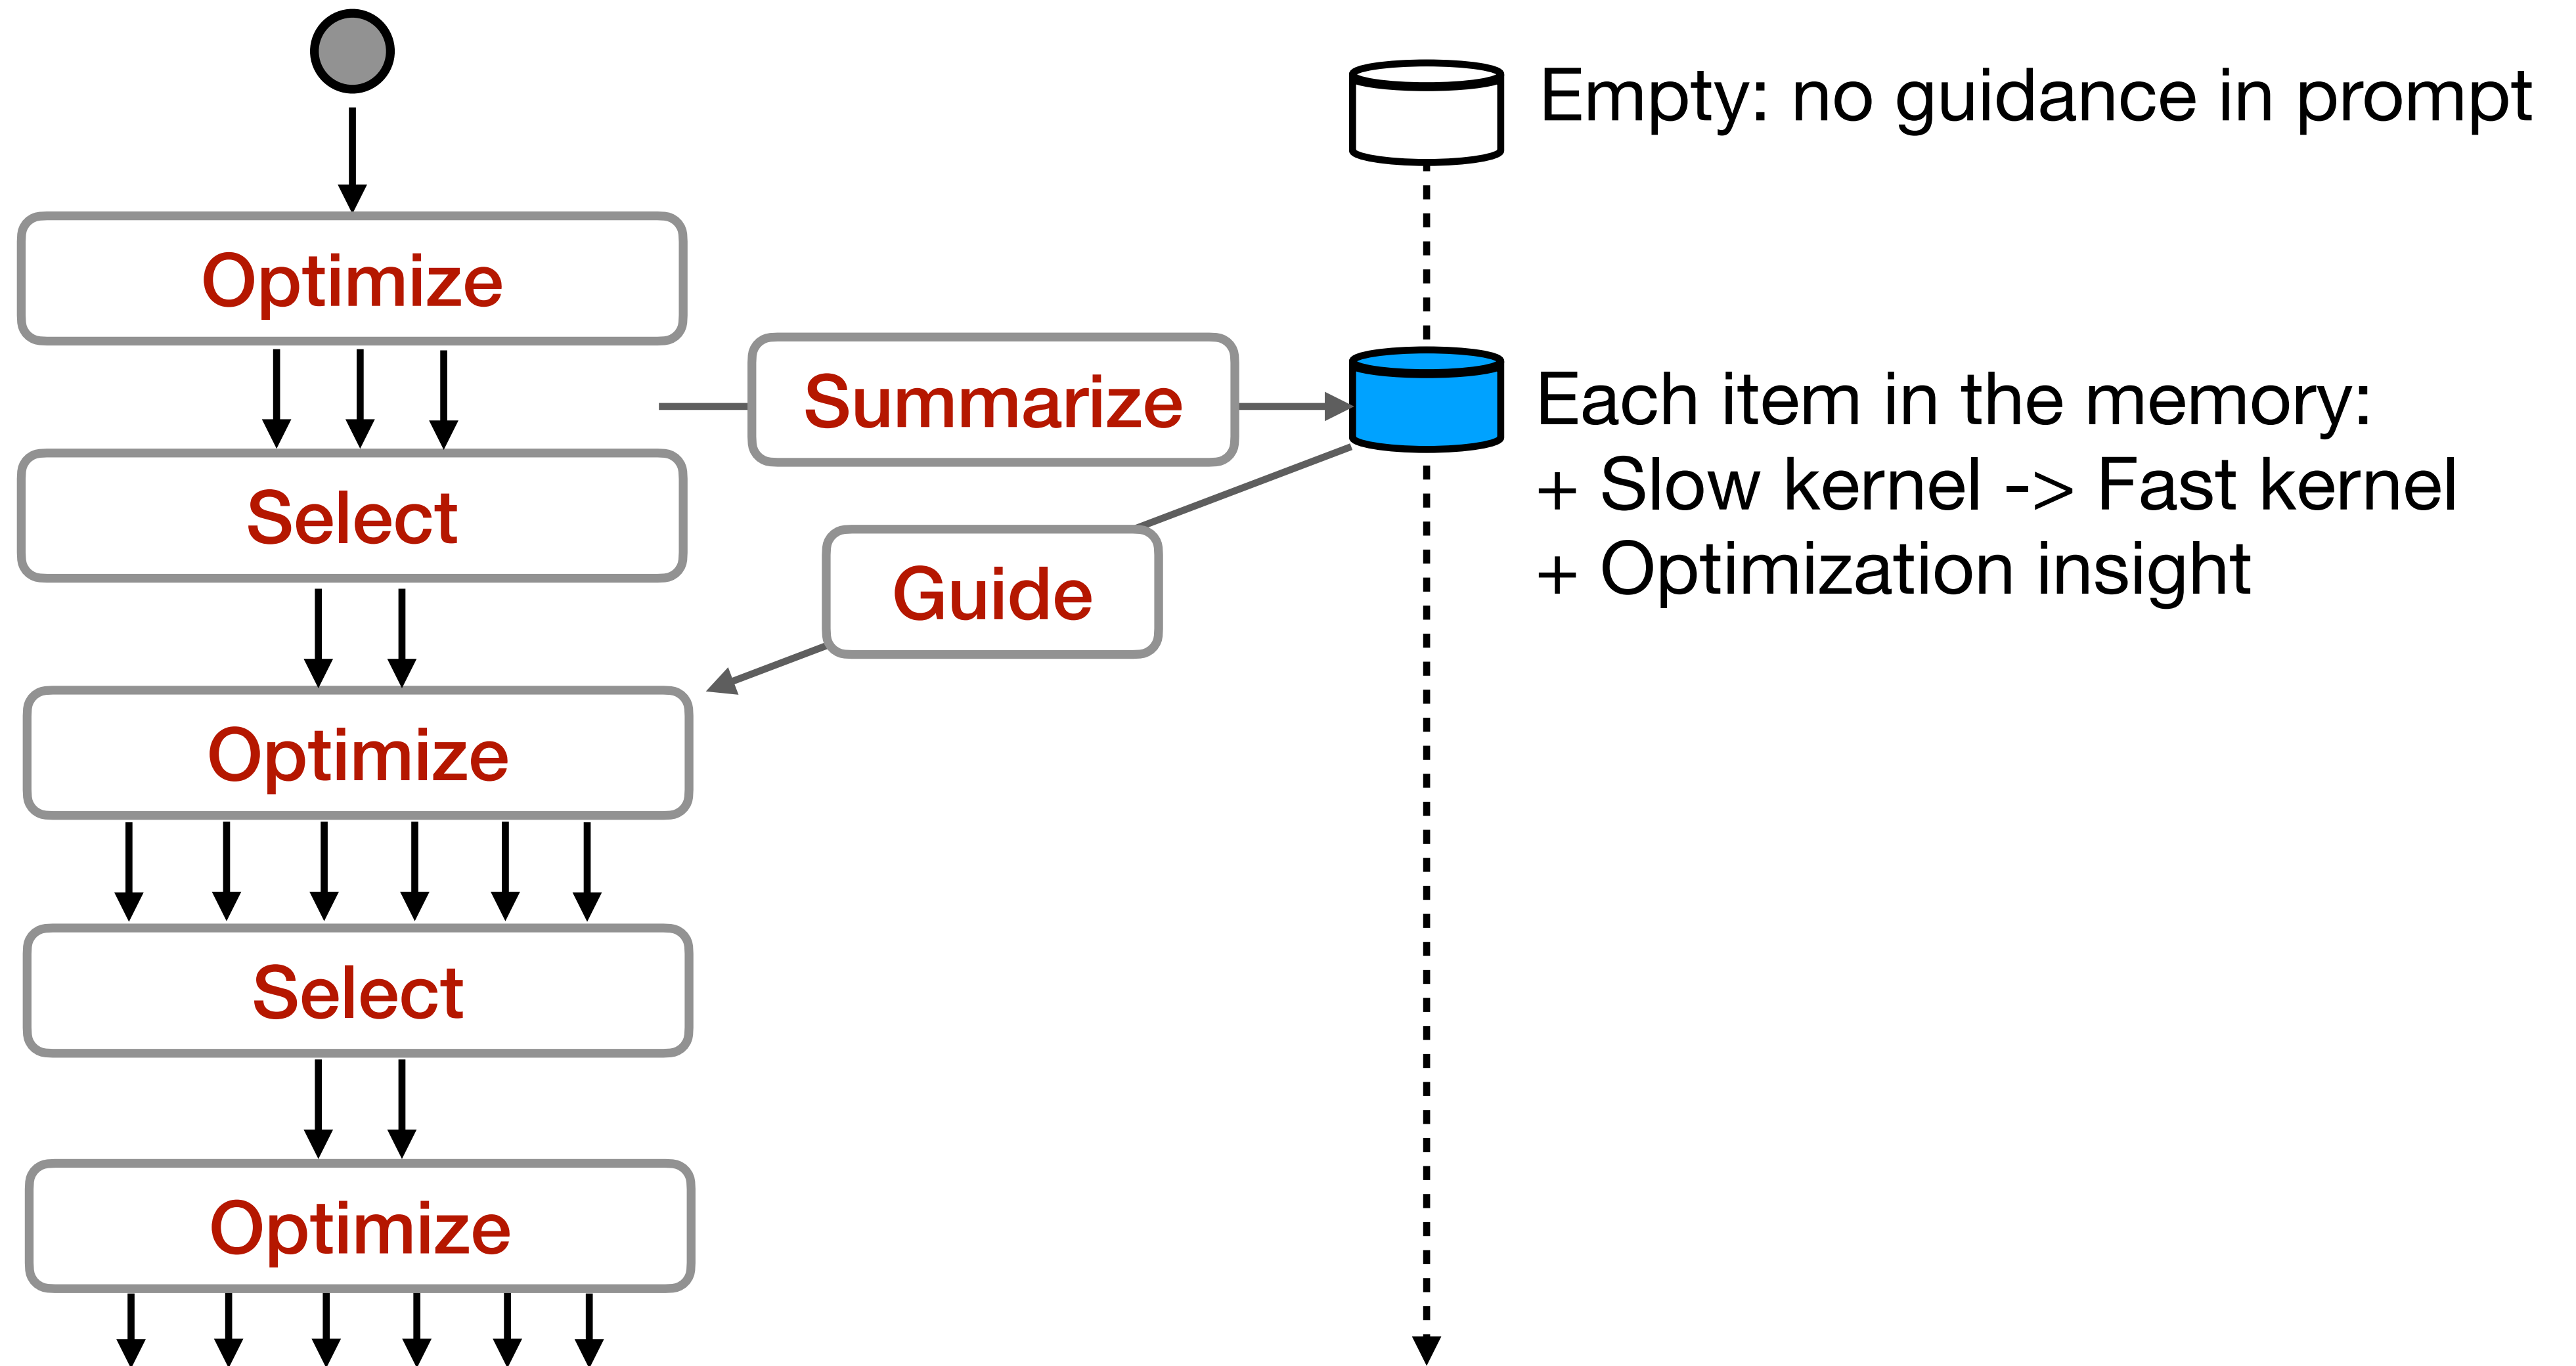 Empty: no guidance in prompt
Optimize
Summarize
Each item in the memory:
+ Slow kernel -> Fast kernel
+ Optimization insight
Select
Guide
Optimize
Select
Optimize